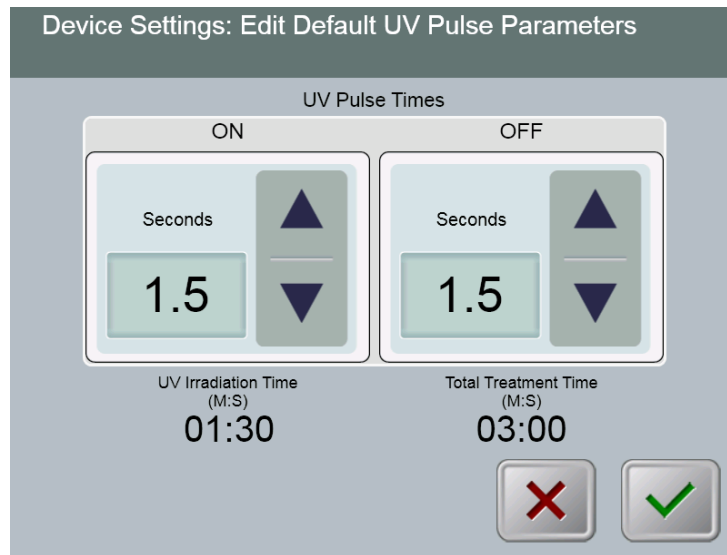 Device Settings: Edit Default UV Pulse Parameters
UV Pulse Times
ON
OFF
Seconds
1.5
Seconds
1.5
UV Irradiation Time
(M:S)
01:30
Total Treatment Time
(M:S)
03:00